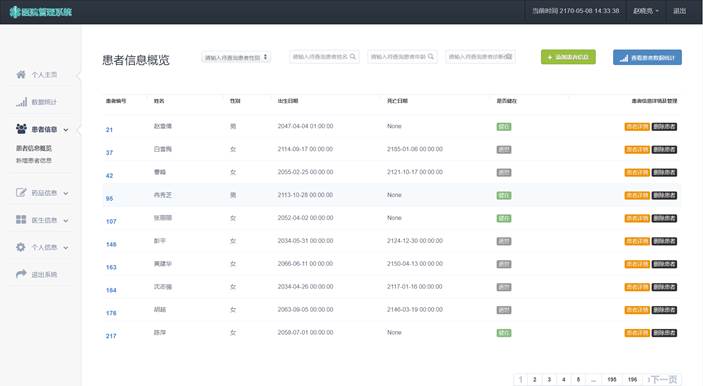 医院管理系统
当前时间 2170-05-08 14:33:38 赵晓亮 退出
患者信息概览 请输入待查询患者性别 请输入待查询患者姓名 请输入待查询患者年龄 请输入待查询患者诊断 + 添加患者信息 查看患者数据统计
个人主页
数据统计
患者信息
患者信息概览
新增患者信息
药品信息
医生信息
个人信息
退出系统
患者编号 姓名 性别 出生日期 死亡日期 是否健在 患者信息详情及管理
21 赵雪倩 男 2047-04-04 01:00:00 None 健在 患者详情 删除患者
37 白雪梅 女 2114-09-17 00:00:00 2185-01-08 00:00:00 逝世 患者详情 删除患者
42 曹峰 女 2055-02-25 00:00:00 2121-10-17 00:00:00 逝世 患者详情 删除患者
95 冉秀芝 男 2113-10-28 00:00:00 None 健在 患者详情 删除患者
107 张丽丽 女 2052-04-02 00:00:00 None 健在 患者详情 删除患者
146 彭平 女 2034-05-31 00:00:00 2124-12-30 00:00:00 逝世 患者详情 删除患者
163 黄建华 女 2066-06-11 00:00:00 2150-04-13 00:00:00 逝世 患者详情 删除患者
164 沈志强 女 2034-04-26 00:00:00 2117-01-16 00:00:00 逝世 患者详情 删除患者
178 胡超 女 2063-09-05 00:00:00 2146-03-19 00:00:00 逝世 患者详情 删除患者
217 陈萍 女 2058-07-01 00:00:00 None 健在 患者详情 删除患者
1 2 3 4 5 ... 195 196 下一页